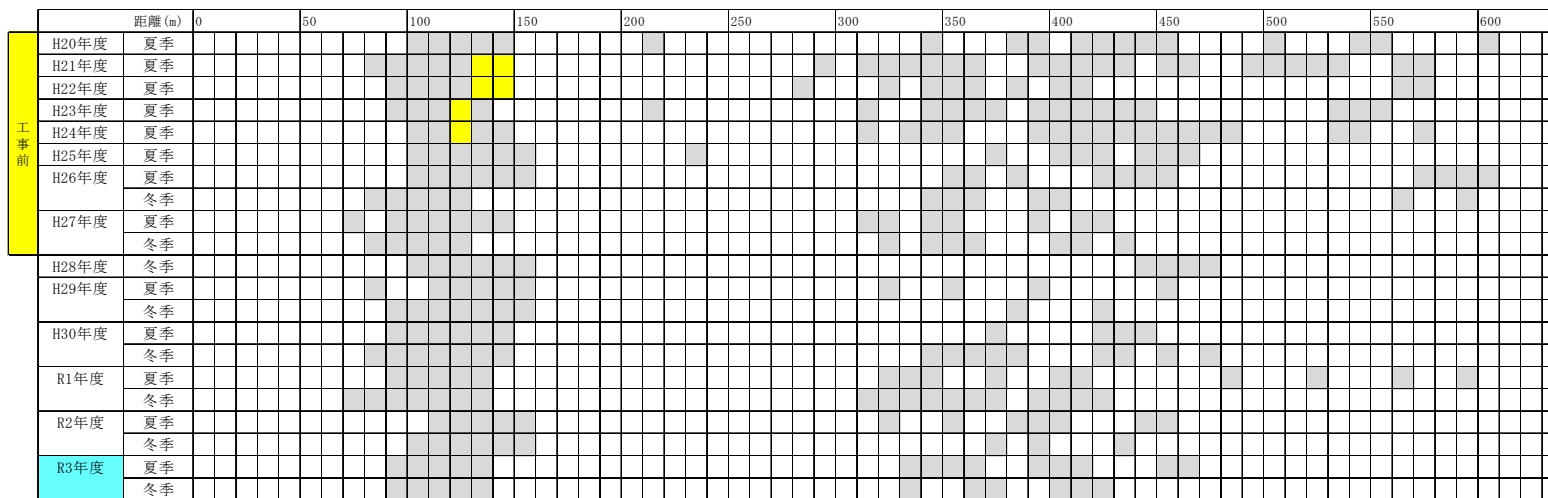 距離(m) 0 50 100 150 200 250 300 350 400 450 500 550 600
工事前
H20年度 夏季
H21年度 夏季
H22年度 夏季
H23年度 夏季
H24年度 夏季
H25年度 夏季
H26年度 夏季
冬季
H27年度 夏季
冬季
H28年度 冬季
H29年度 夏季
冬季
H30年度 夏季
冬季
R1年度 夏季
冬季
R2年度 夏季
冬季
R3年度 夏季
冬季